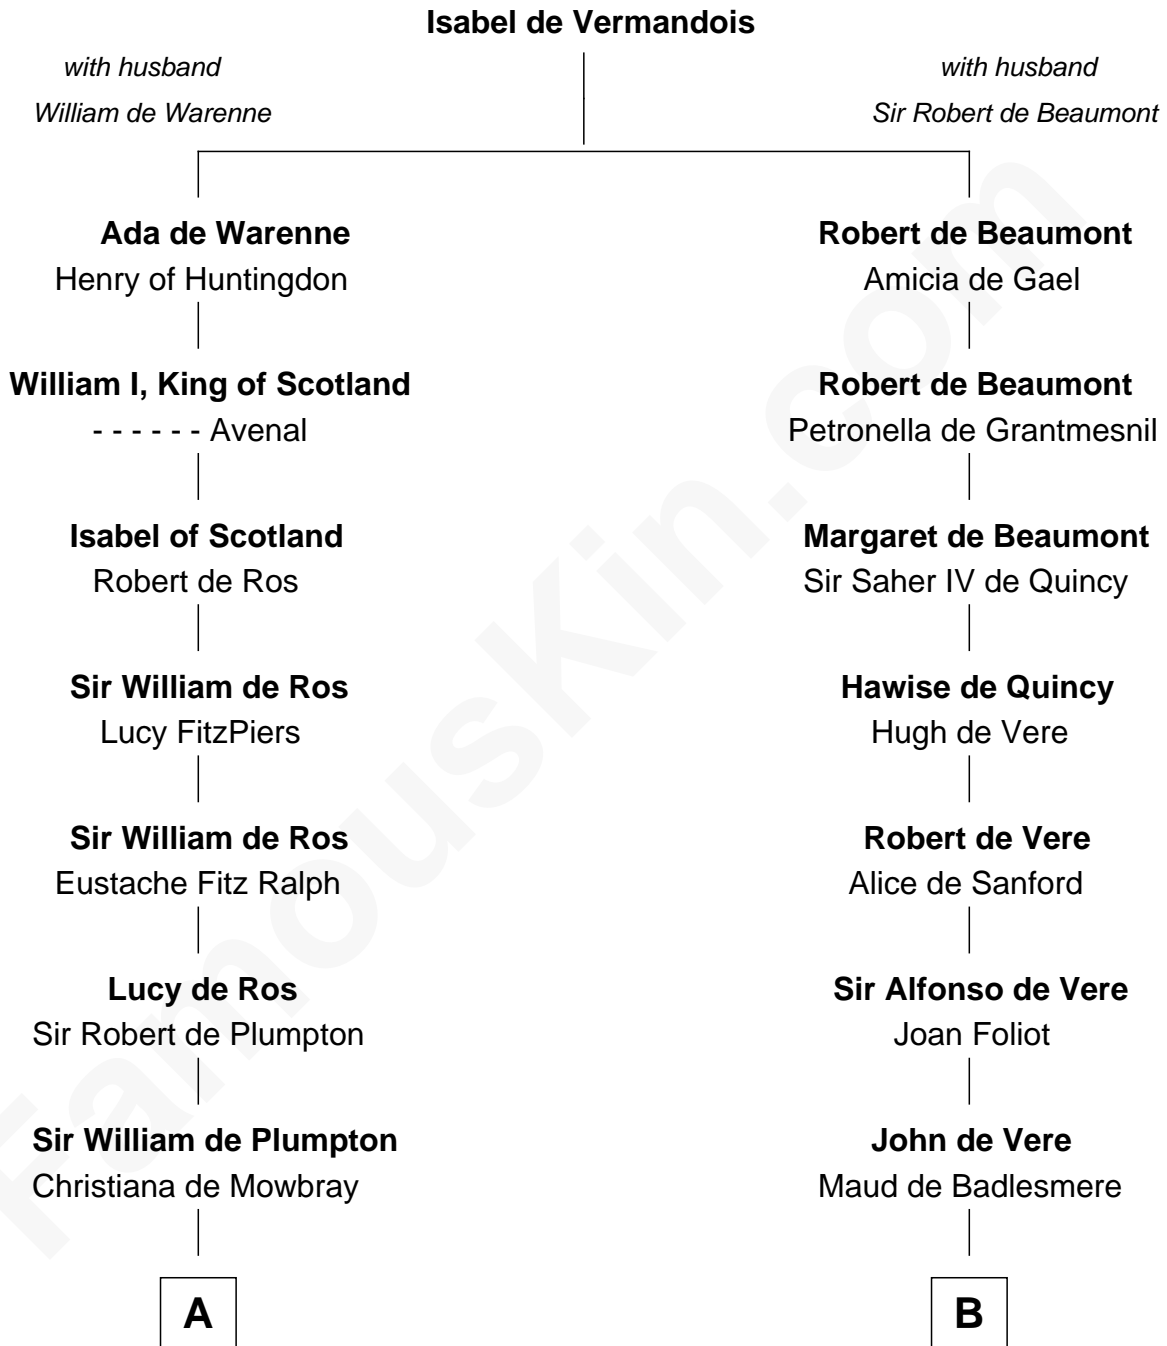 Isabel de Vermandois
with husband
William de Warenne
with husband
Sir Robert de Beaumont
Ada de Warenne
Henry of Huntingdon
William I, King of Scotland
- - - - - - Avenal
Isabel of Scotland
Robert de Ros
Sir William de Ros
Lucy FitzPiers
Sir William de Ros
Eustache Fitz Ralph
Lucy de Ros
Sir Robert de Plumpton
Sir William de Plumpton
Christiana de Mowbray
A
Robert de Beaumont
Amicia de Gael
Robert de Beaumont
Petronella de Grantmesnil
Margaret de Beaumont
Sir Saher IV de Quincy
Hawise de Quincy
Hugh de Vere
Robert de Vere
Alice de Sanford
Sir Alfonso de Vere
Joan Foliot
John de Vere
Maud de Badlesmere
B
FamousKin.com